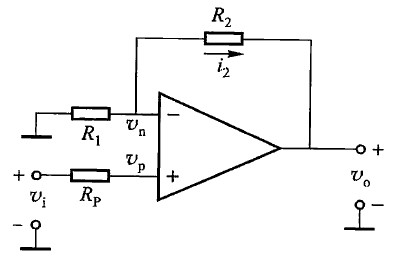 R₂
i₂
R₁
vₙ
−
vₚ
+
+
Rₚ
vᵢ
−
+
vₒ
−